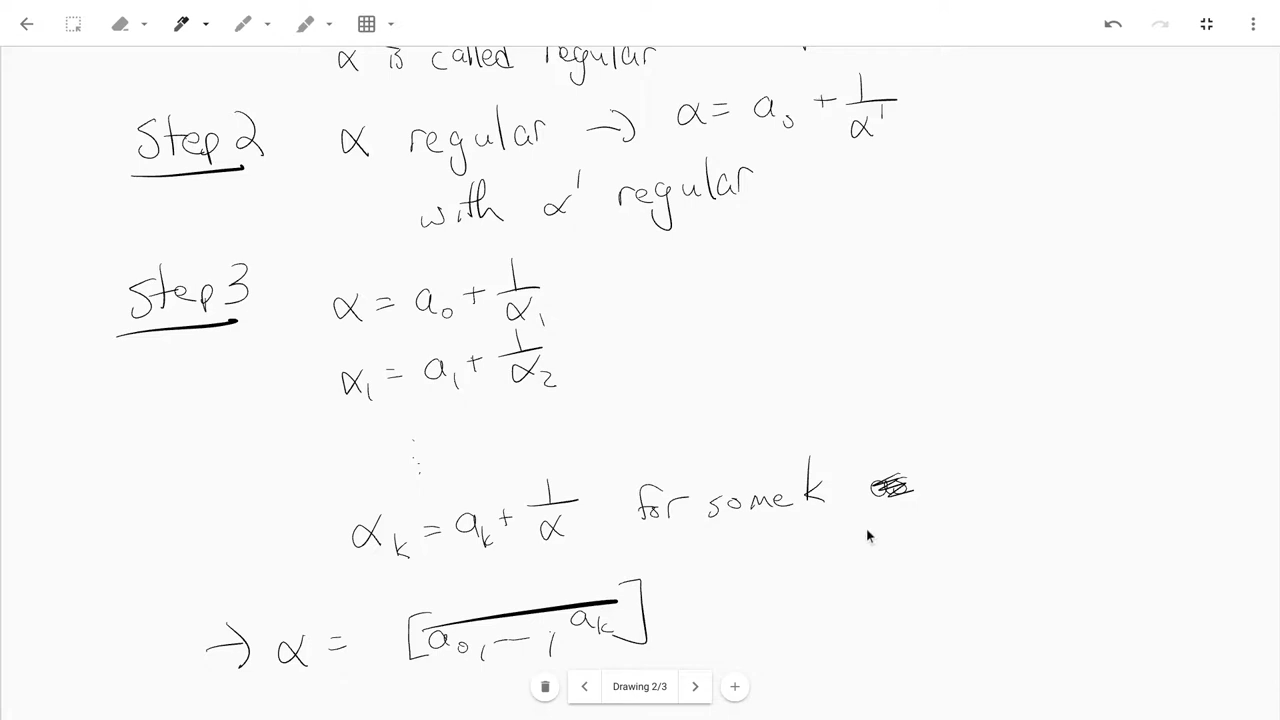 α is called regular
Step 2 α regular → α = a₀ + 1/α'
with α' regular
Step 3 α = a₀ + 1/α₁
α₁ = a₁ + 1/α₂
⋮
αₖ = aₖ + 1/α for some k
→ α = [a₀, –, aₖ]
Drawing 2/3